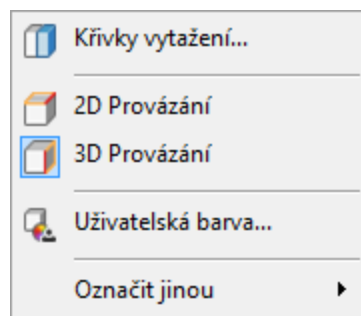 Křivky vytažení...
2D Provázání
3D Provázání
Uživatelská barva...
Označit jinou